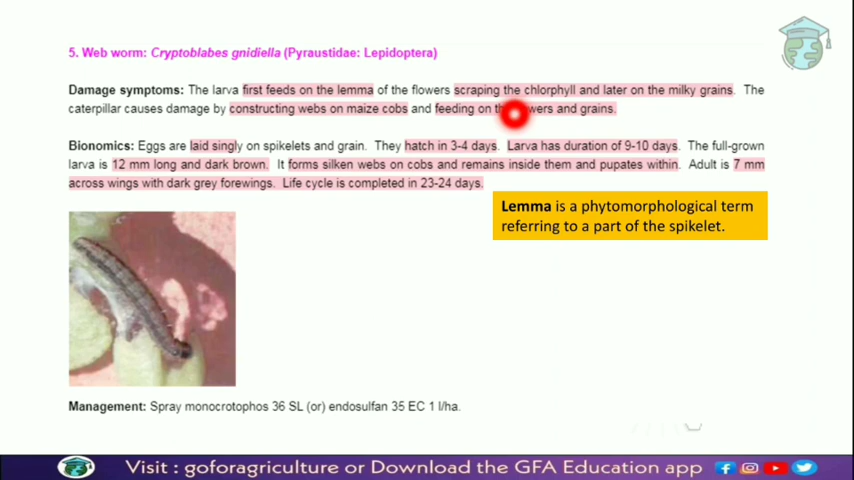 5. Web worm: Cryptoblabes gnidiella (Pyraustidae: Lepidoptera)
Damage symptoms: The larva first feeds on the lemma of the flowers scraping the chlorphyll and later on the milky grains. The
caterpillar causes damage by constructing webs on maize cobs and feeding on the flowers and grains.
Bionomics: Eggs are laid singly on spikelets and grain. They hatch in 3-4 days. Larva has duration of 9-10 days. The full-grown
larva is 12 mm long and dark brown. It forms silken webs on cobs and remains inside them and pupates within. Adult is 7 mm
across wings with dark grey forewings. Life cycle is completed in 23-24 days.
Lemma is a phytomorphological term
referring to a part of the spikelet.
Management: Spray monocrotophos 36 SL (or) endosulfan 35 EC 1 l/ha.
Visit : goforagriculture or Download the GFA Education app